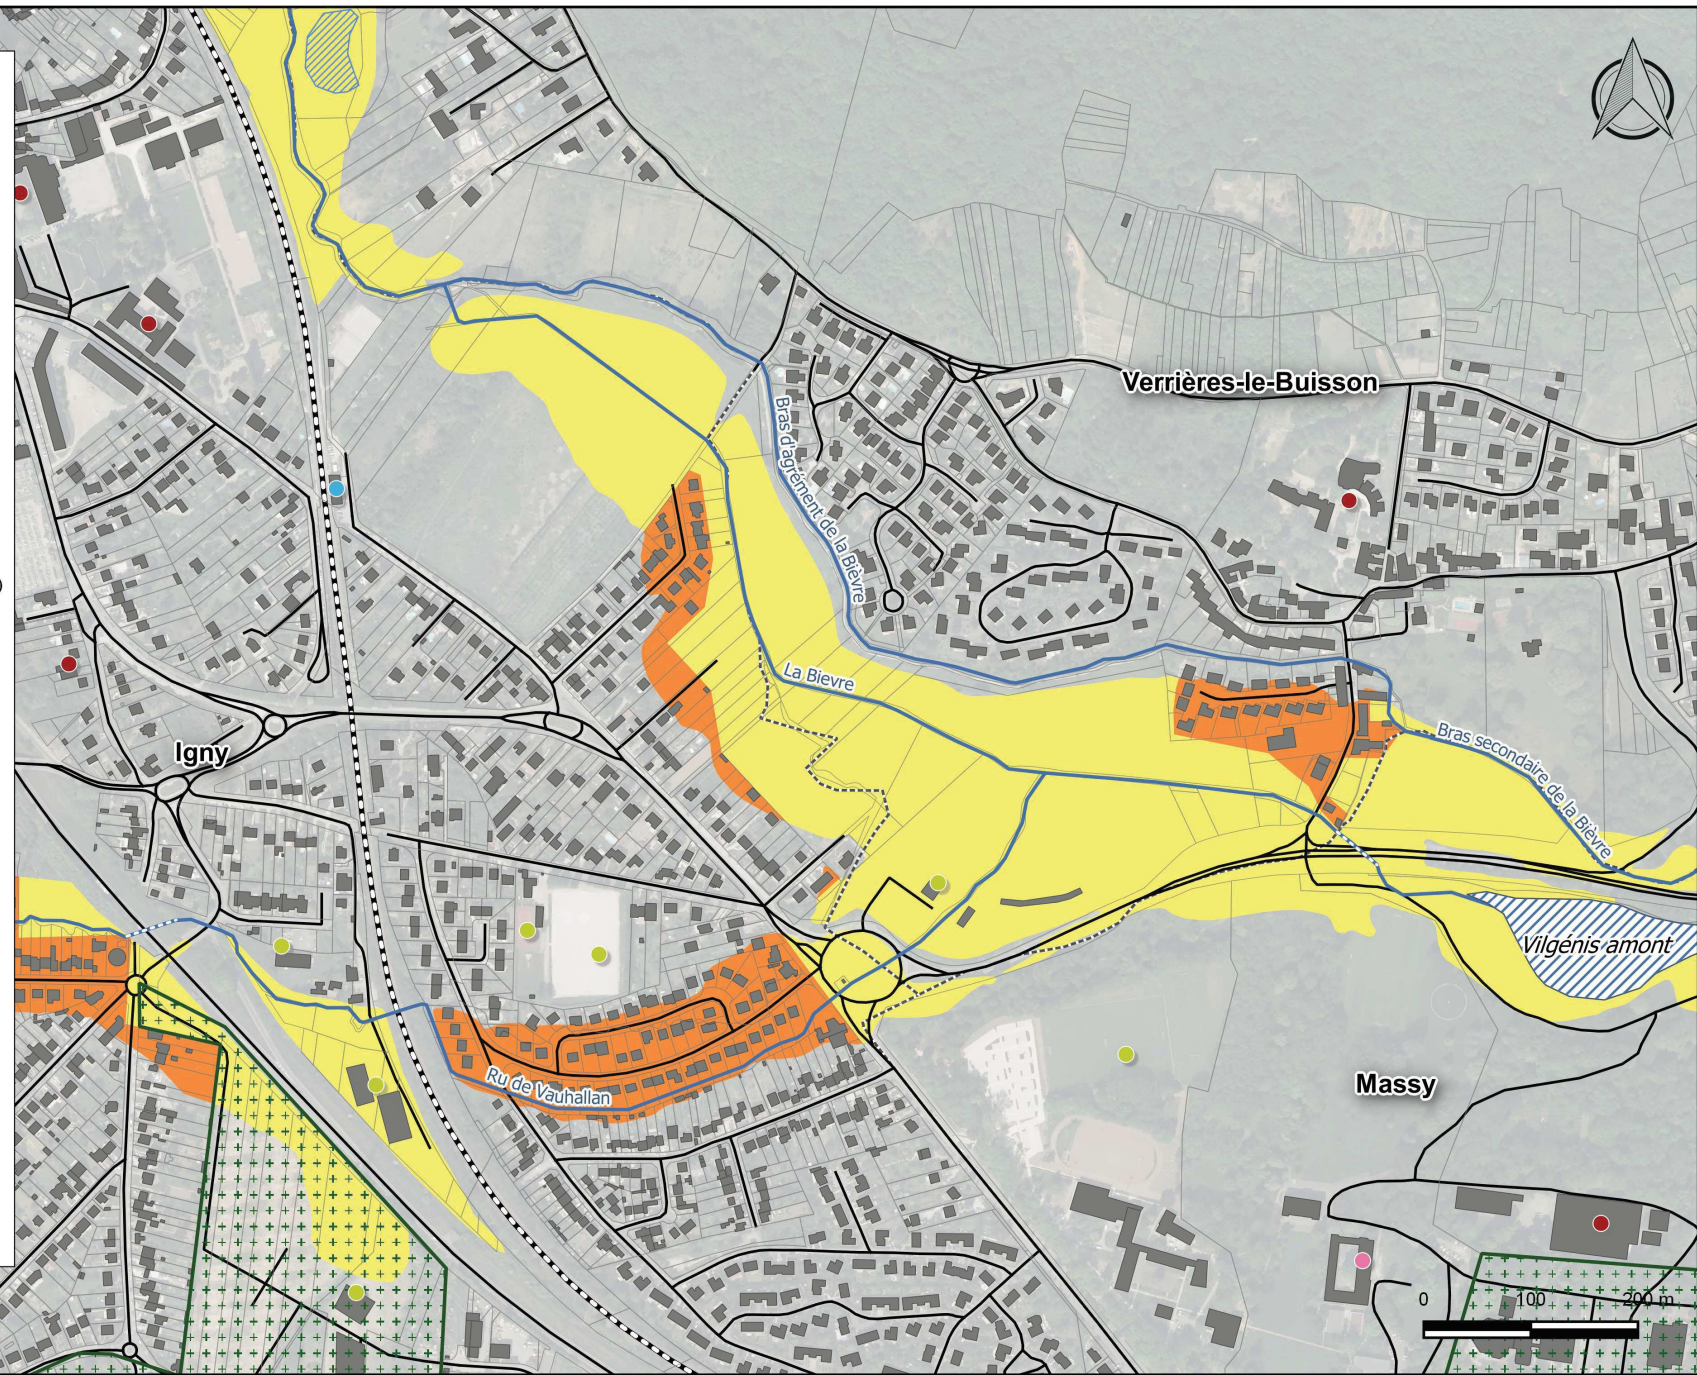 Verrières-le-Buisson
Bras d'agrément de la Bièvre
La Bievre
Bras secondaire de la Bièvre
Igny
Vilgénis amont
Ru de Vauhallan
Massy
0 100 200 m